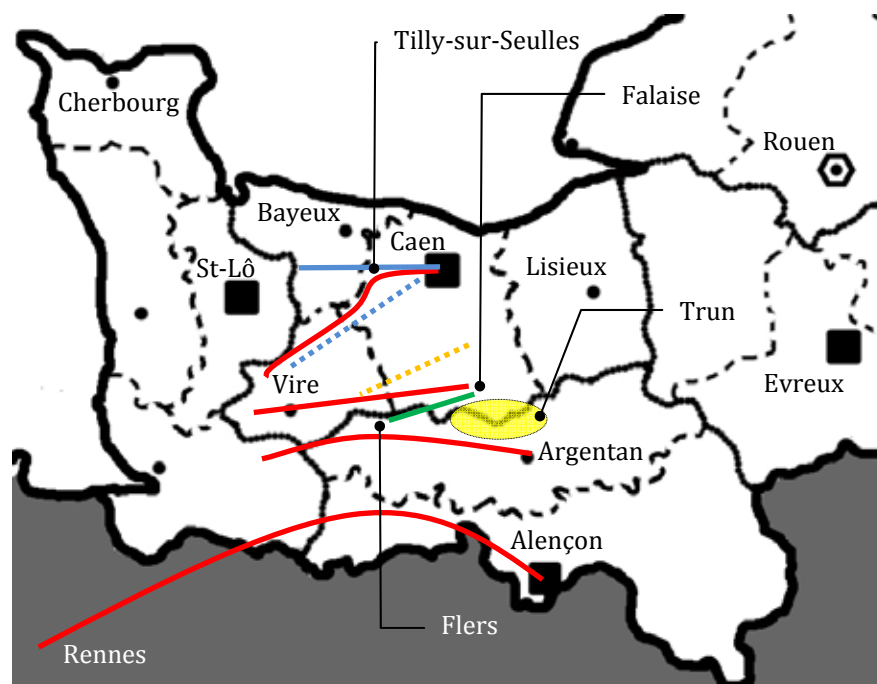 Tilly-sur-Seulles
Cherbourg
Falaise
Rouen
Bayeux
Caen
St-Lô
Lisieux
Trun
Vire
Evreux
Argentan
Alençon
Flers
Rennes